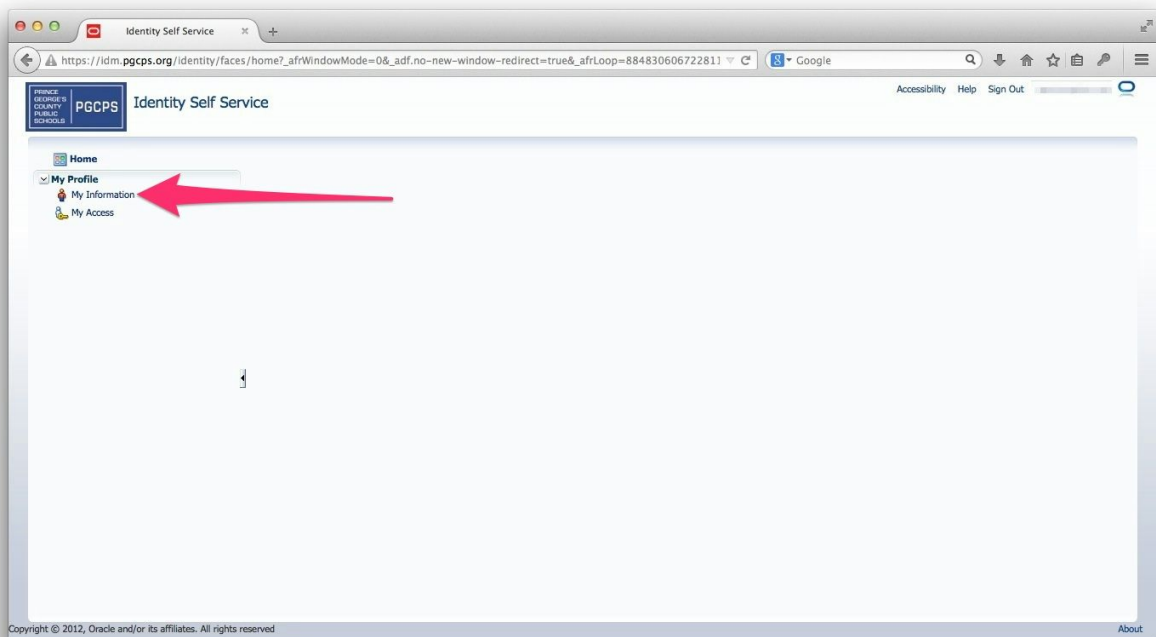 Identity Self Service
https://idm.pgcps.org/identity/faces/home?_afrWindowMode=0&_adf.no-new-window-redirect=true&_afrLoop=884830606722811
Google
PRINCE GEORGE'S COUNTY PUBLIC SCHOOLS
PGCPS
Identity Self Service
Accessibility Help Sign Out
Home
My Profile
My Information
My Access
Copyright © 2012, Oracle and/or its affiliates. All rights reserved
About